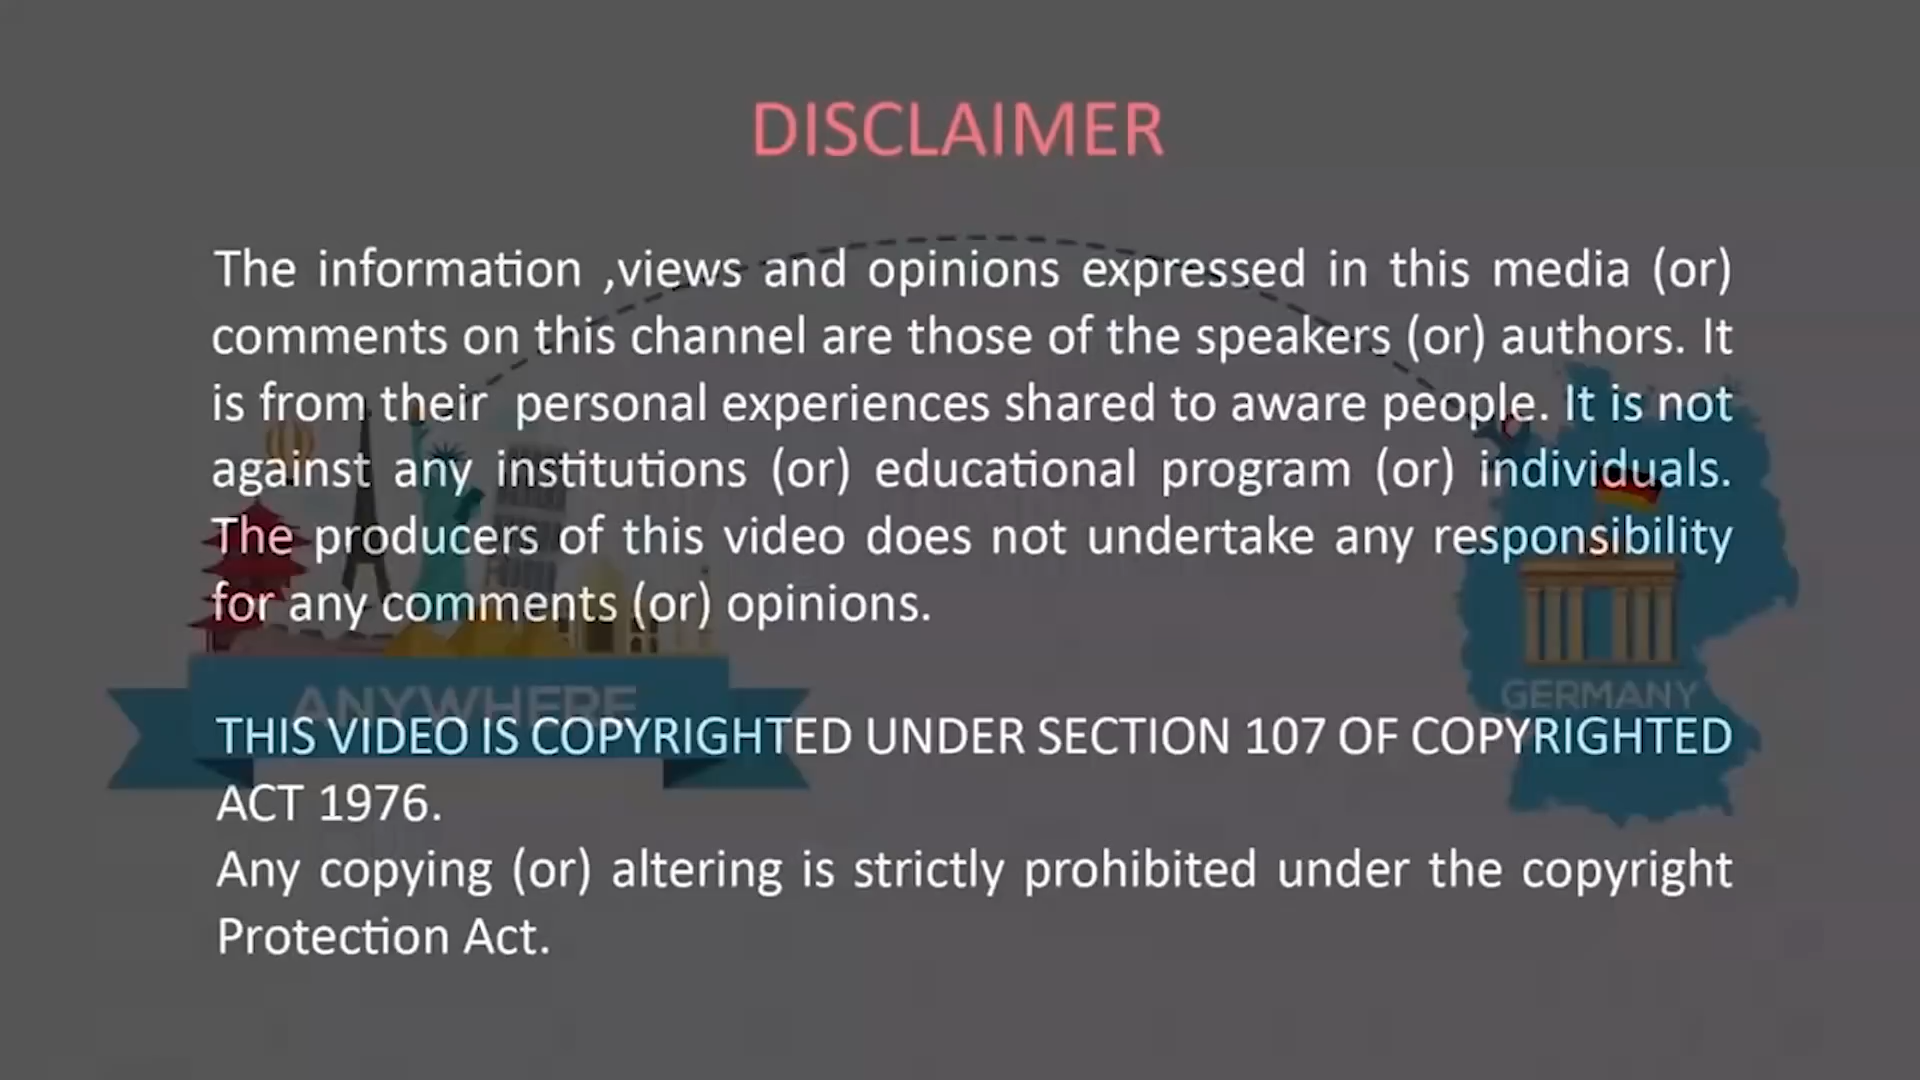 DISCLAIMER
The information ,views and opinions expressed in this media (or)
comments on this channel are those of the speakers (or) authors. It
is from their personal experiences shared to aware people. It is not
against any institutions (or) educational program (or) individuals.
The producers of this video does not undertake any responsibility
for any comments (or) opinions.
ANYWHERE
GERMANY
THIS VIDEO IS COPYRIGHTED UNDER SECTION 107 OF COPYRIGHTED
ACT 1976.
Any copying (or) altering is strictly prohibited under the copyright
Protection Act.